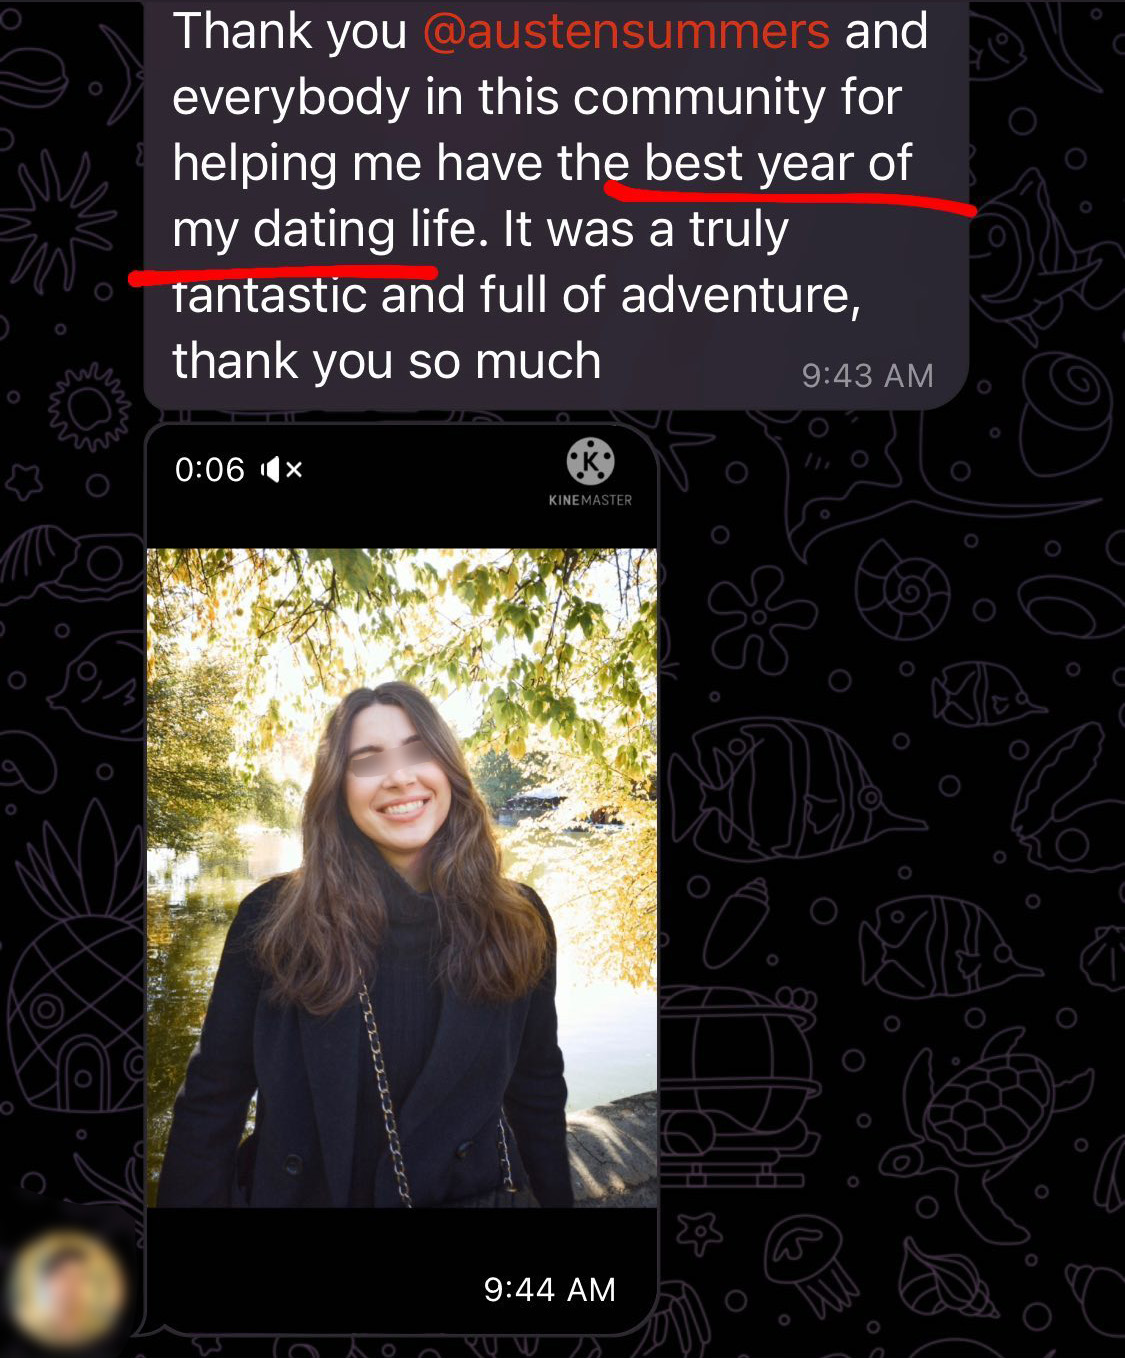 Thank you @austensummers and
everybody in this community for
helping me have the best year of
my dating life. It was a truly
fantastic and full of adventure,
thank you so much
9:43 AM
0:06
K
KINEMASTER
9:44 AM